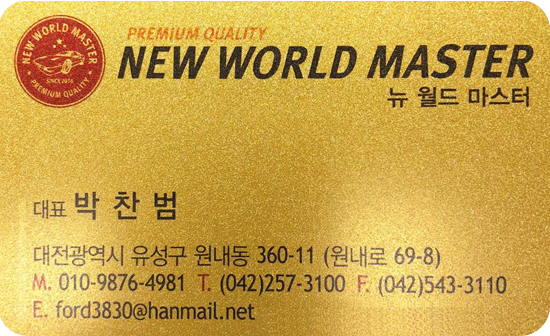 NEW WORLD MASTER
SINCE 2016
PREMIUM QUALITY
PREMIUM QUALITY
NEW WORLD MASTER
뉴 월드 마스터
대표 박 찬 범
대전광역시 유성구 원내동 360-11 (원내로 69-8)
M. 010-9876-4981 T. (042)257-3100 F. (042)543-3110
E. ford3830@hanmail.net